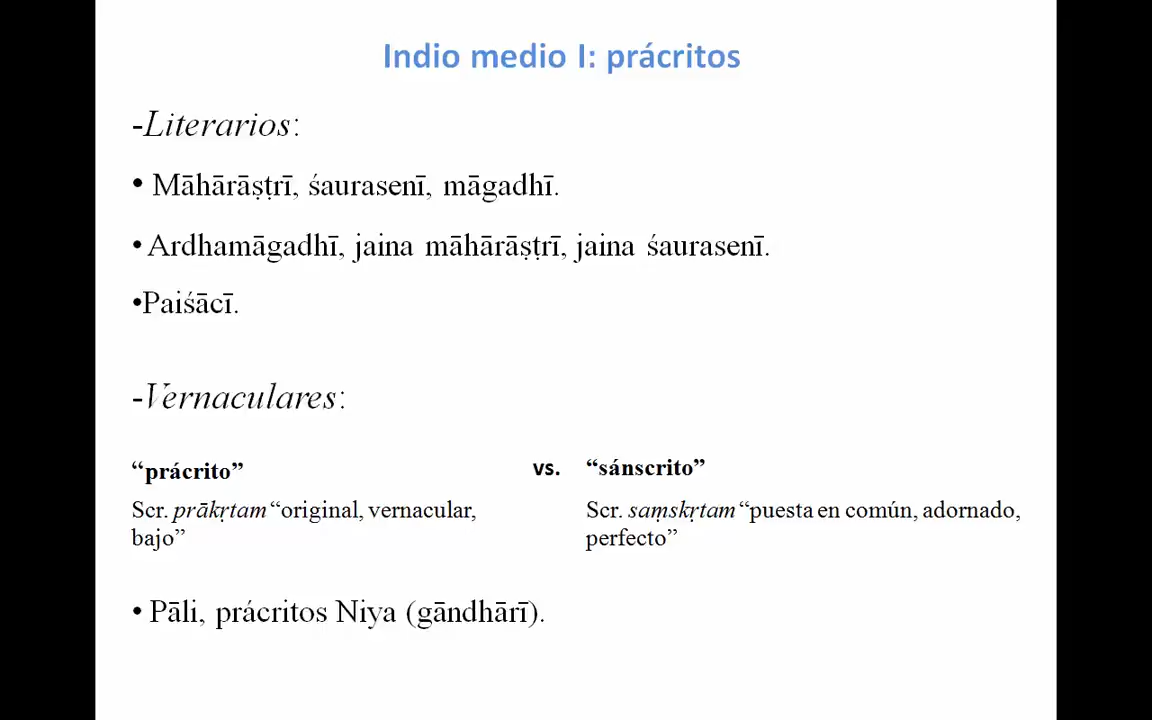 Indio medio I: prácritos
-Literarios:
• Māhārāṣṭrī, śaurasenī, māgadhī.
• Ardhamāgadhī, jaina māhārāṣṭrī, jaina śaurasenī.
•Paiśācī.
-Vernaculares:
“prácrito” vs. “sánscrito”
Scr. prākṛtam “original, vernacular,
bajo”
Scr. saṃskṛtam “puesta en común, adornado,
perfecto”
• Pāli, prácritos Niya (gāndhārī).